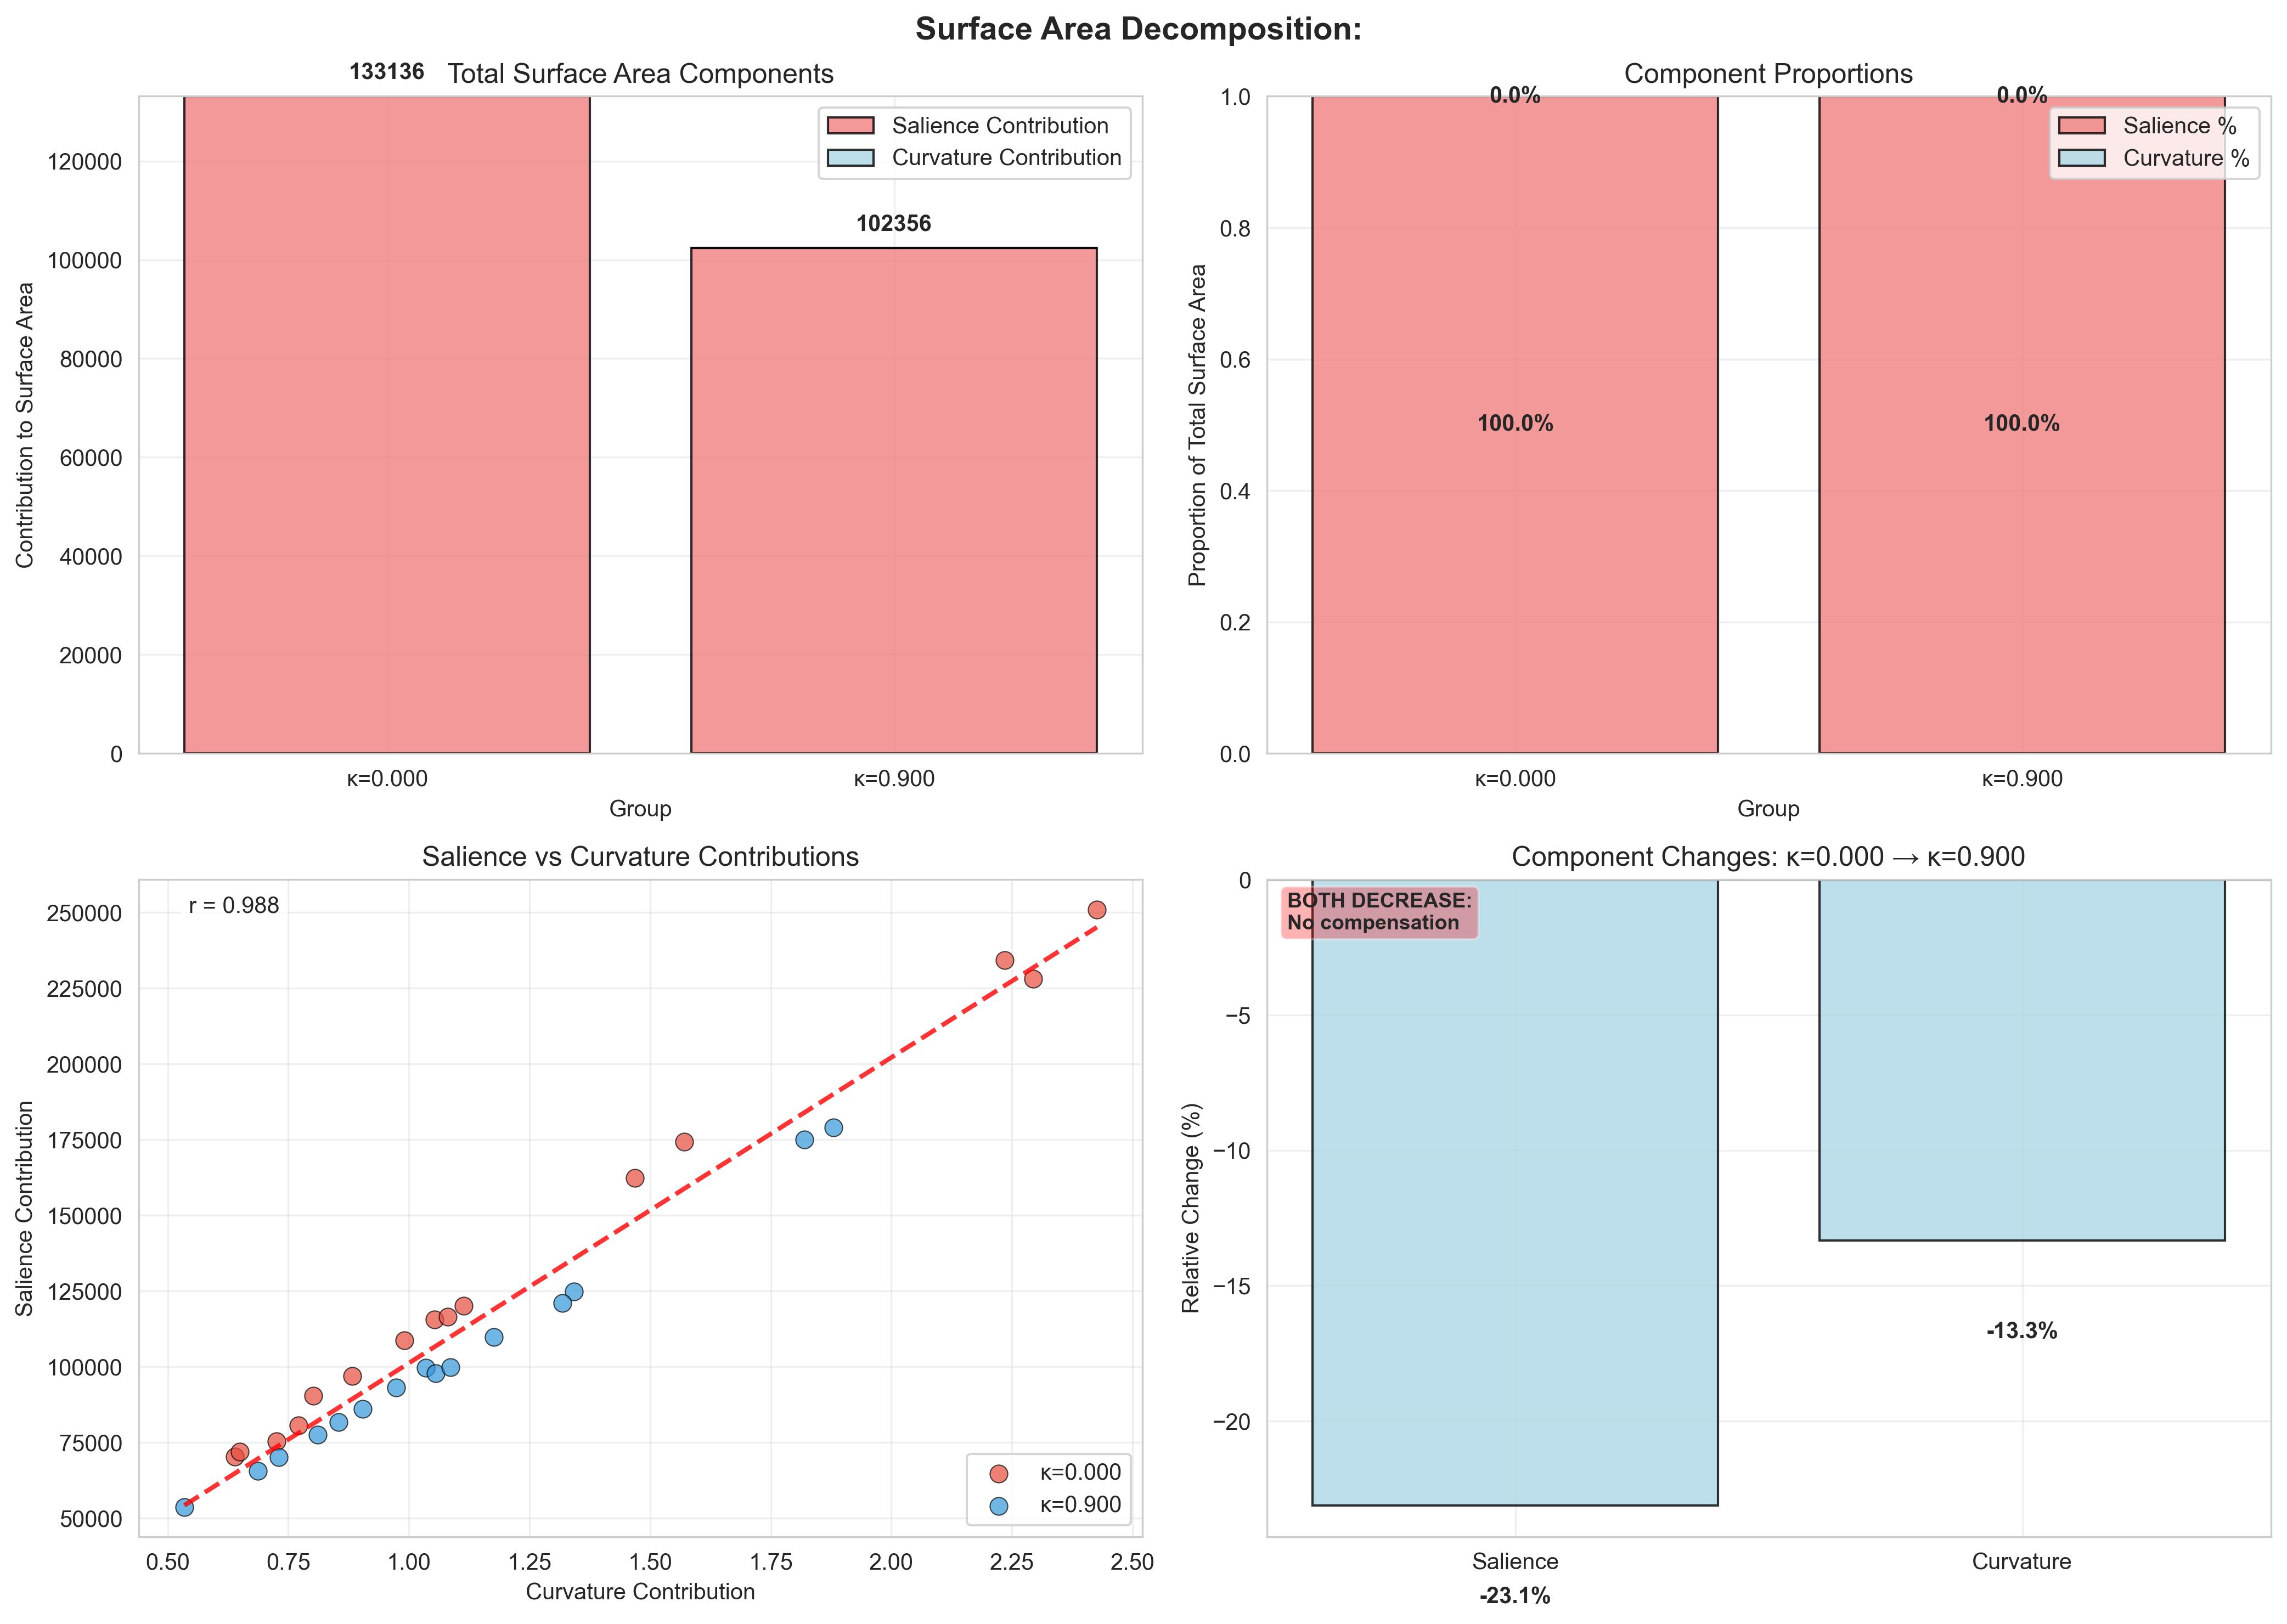 Surface Area Decomposition:
133136
Total Surface Area Components
Contribution to Surface Area
120000
100000
80000
60000
40000
20000
0
Salience Contribution
Curvature Contribution
102356
κ=0.000
κ=0.900
Group
Component Proportions
Proportion of Total Surface Area
1.0
0.8
0.6
0.4
0.2
0.0
0.0%
0.0%
Salience %
Curvature %
100.0%
100.0%
κ=0.000
κ=0.900
Group
Salience vs Curvature Contributions
Salience Contribution
250000
225000
200000
175000
150000
125000
100000
75000
50000
r = 0.988
κ=0.000
κ=0.900
0.50 0.75 1.00 1.25 1.50 1.75 2.00 2.25 2.50
Curvature Contribution
Component Changes: κ=0.000 → κ=0.900
Relative Change (%)
0
−5
−10
−15
−20
BOTH DECREASE:
No compensation
-13.3%
Salience
Curvature
-23.1%